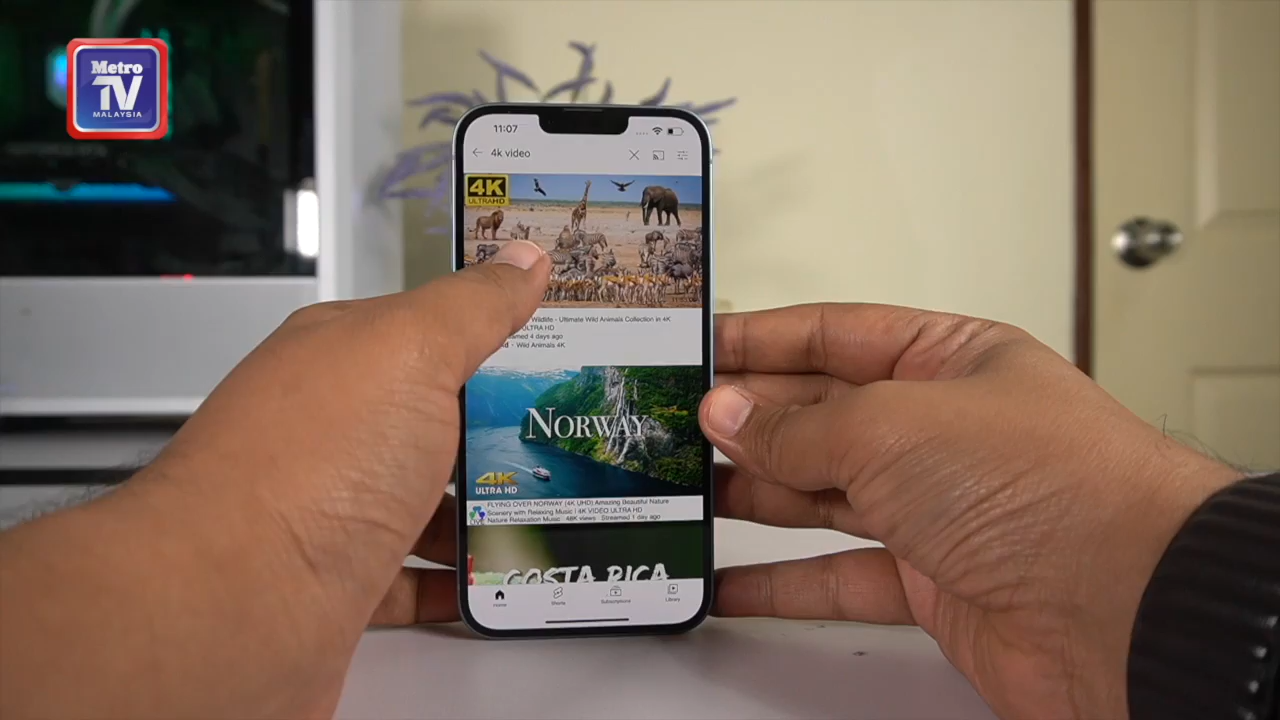 Metro
TV
MALAYSIA
11:07
4k video
4K
ULTRAHD
Wildlife - Ultimate Wild Animals Collection in 4K
ULTRA HD
4 days ago
- Wild Animals 4K
NORWAY
4K
ULTRA HD
FLYING OVER NORWAY (4K UHD) Amazing Beautiful Nature
Scenery with Relaxing Music | 4K VIDEO ULTRA HD
Nature Relaxation Music · 48K views · Streamed 1 day ago
COSTA RICA
Home
Shorts
Subscriptions
Library